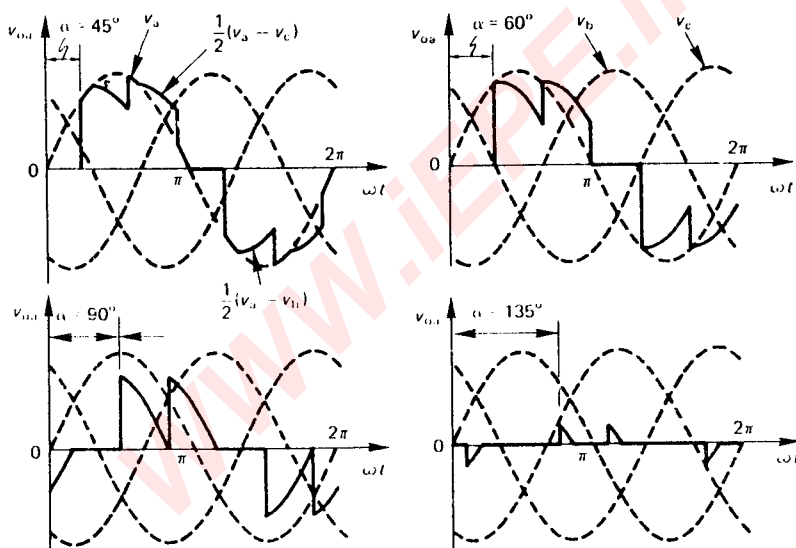 v_oa α = 45° v_a 1/2(v_a − v_c)
0 π 2π ωt
1/2(v_a − v_b)
v_oa α = 60° v_b v_c
0 π 2π ωt
v_oa α = 90°
0 π 2π ωt
v_oa α = 135°
0 π 2π ωt
www.iEPE.i